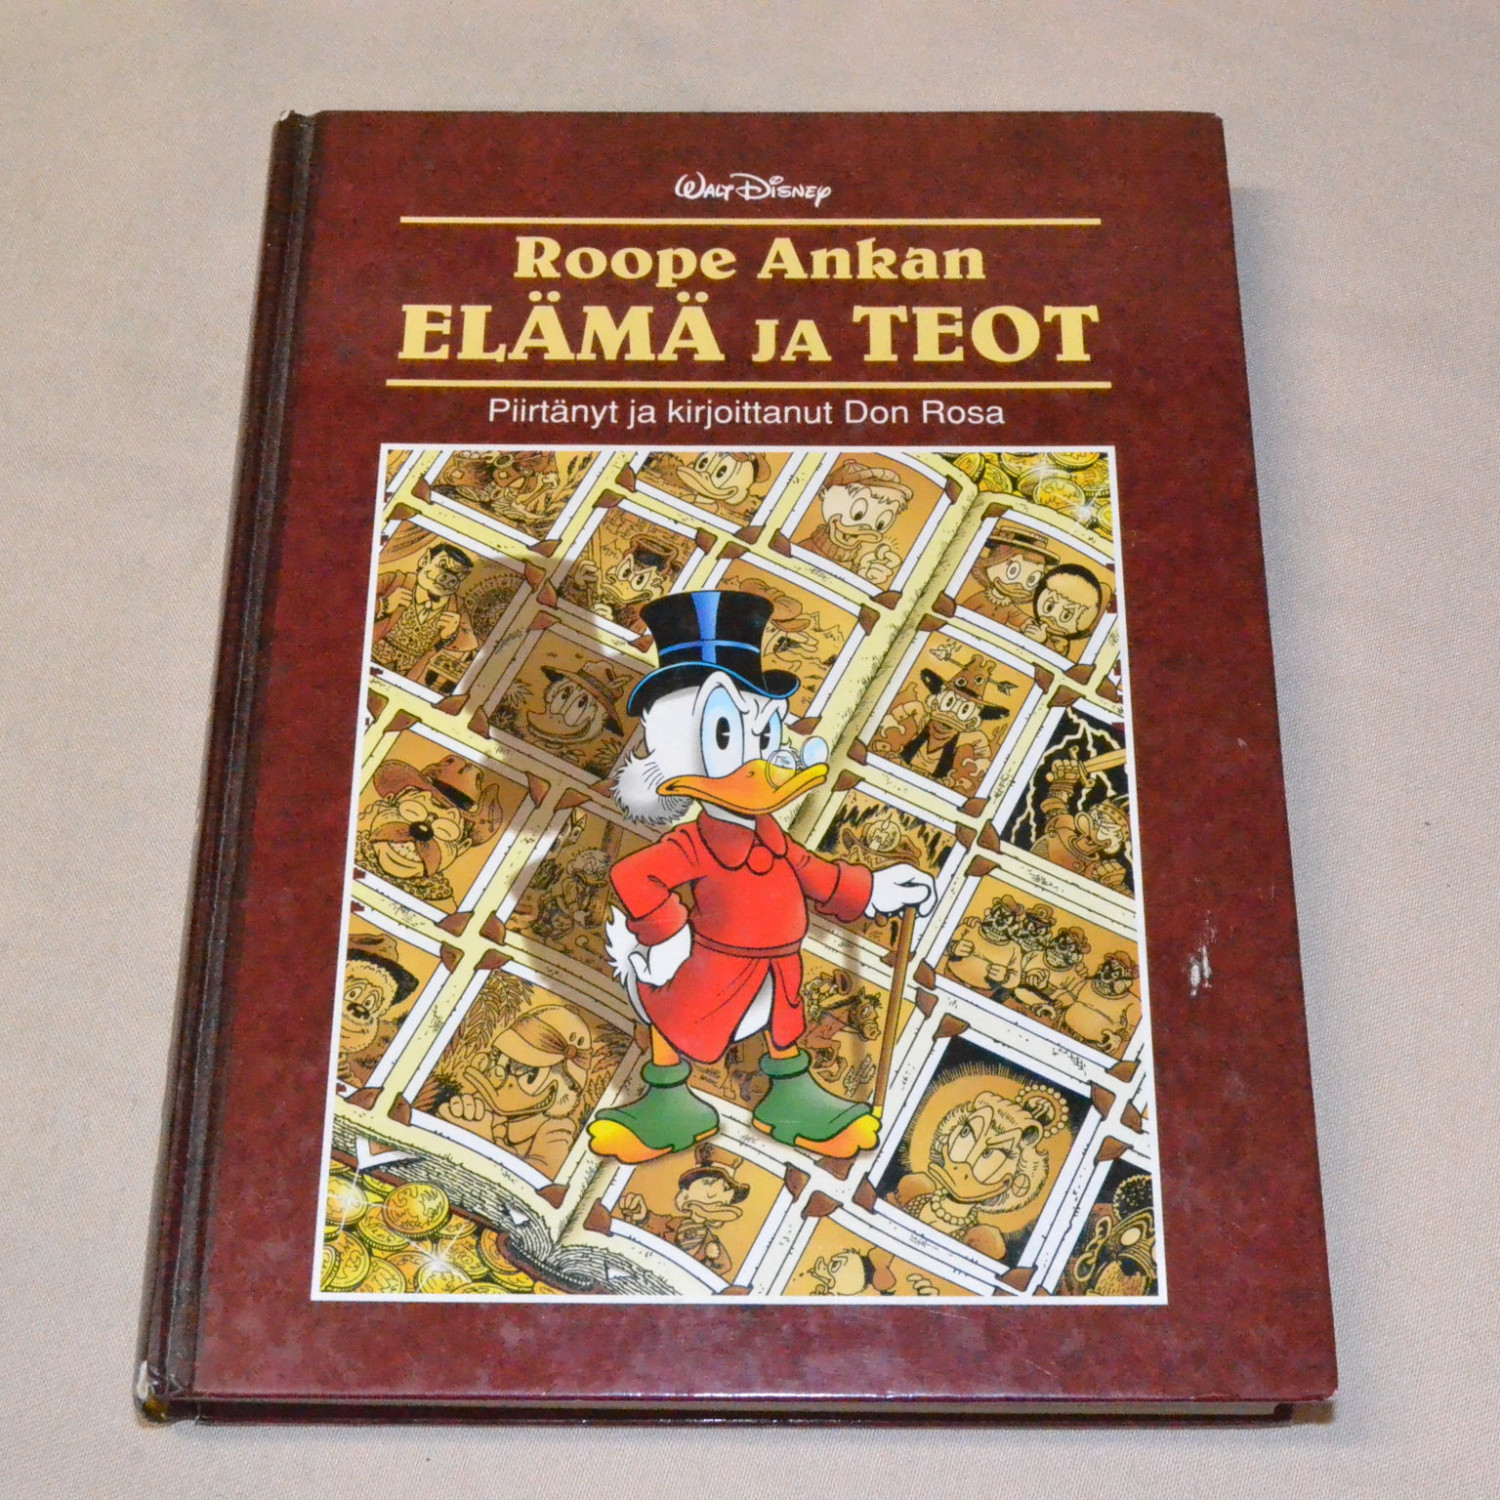 Walt Disney
Roope Ankan
ELÄMÄ JA TEOT
Piirtänyt ja kirjoittanut Don Rosa